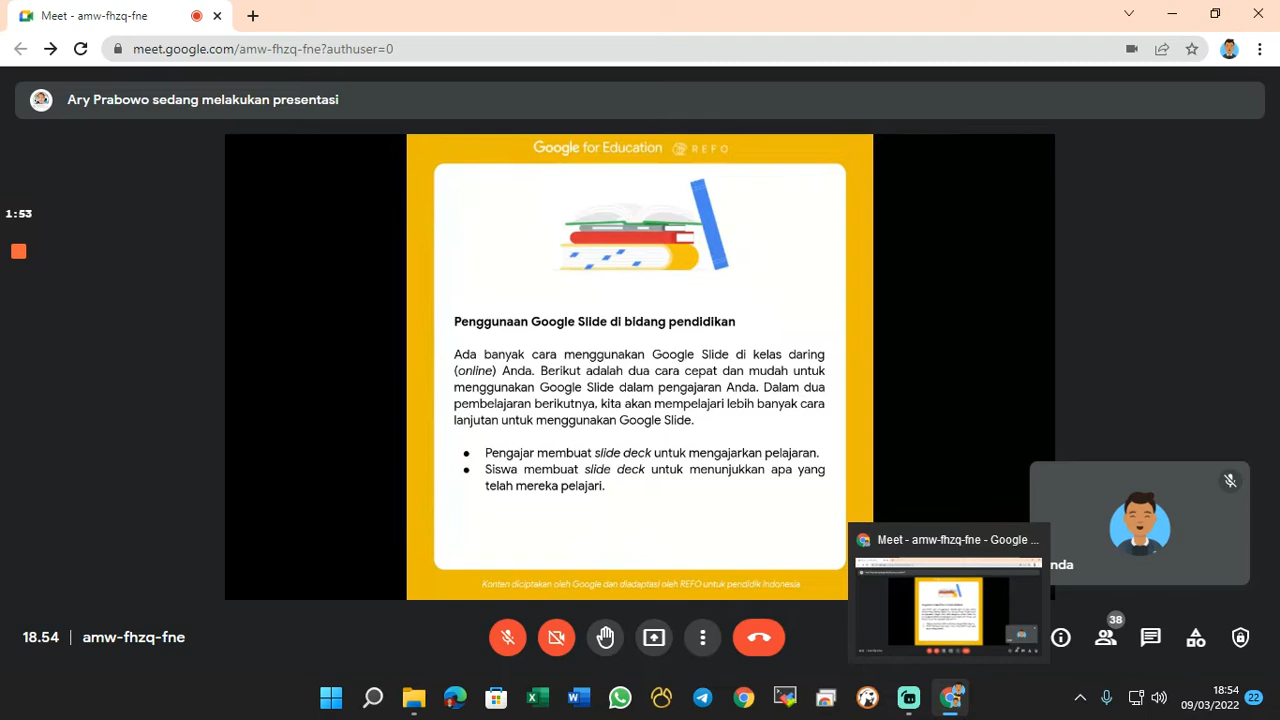 Meet - amw-fhzq-fne
meet.google.com/amw-fhzq-fne?authuser=0
Ary Prabowo sedang melakukan presentasi
Google for Education REFO
1:53
Penggunaan Google Slide di bidang pendidikan
Ada banyak cara menggunakan Google Slide di kelas daring
(online) Anda. Berikut adalah dua cara cepat dan mudah untuk
menggunakan Google Slide dalam pengajaran Anda. Dalam dua
pembelajaran berikutnya, kita akan mempelajari lebih banyak cara
lanjutan untuk menggunakan Google Slide.
● Pengajar membuat slide deck untuk mengajarkan pelajaran.
● Siswa membuat slide deck untuk menunjukkan apa yang
telah mereka pelajari.
Konten diciptakan oleh Google dan diadaptasi oleh REFO untuk pendidik Indonesia
Meet - amw-fhzq-fne - Google ...
nda
18.54 | amw-fhzq-fne
38
18:54
09/03/2022
22